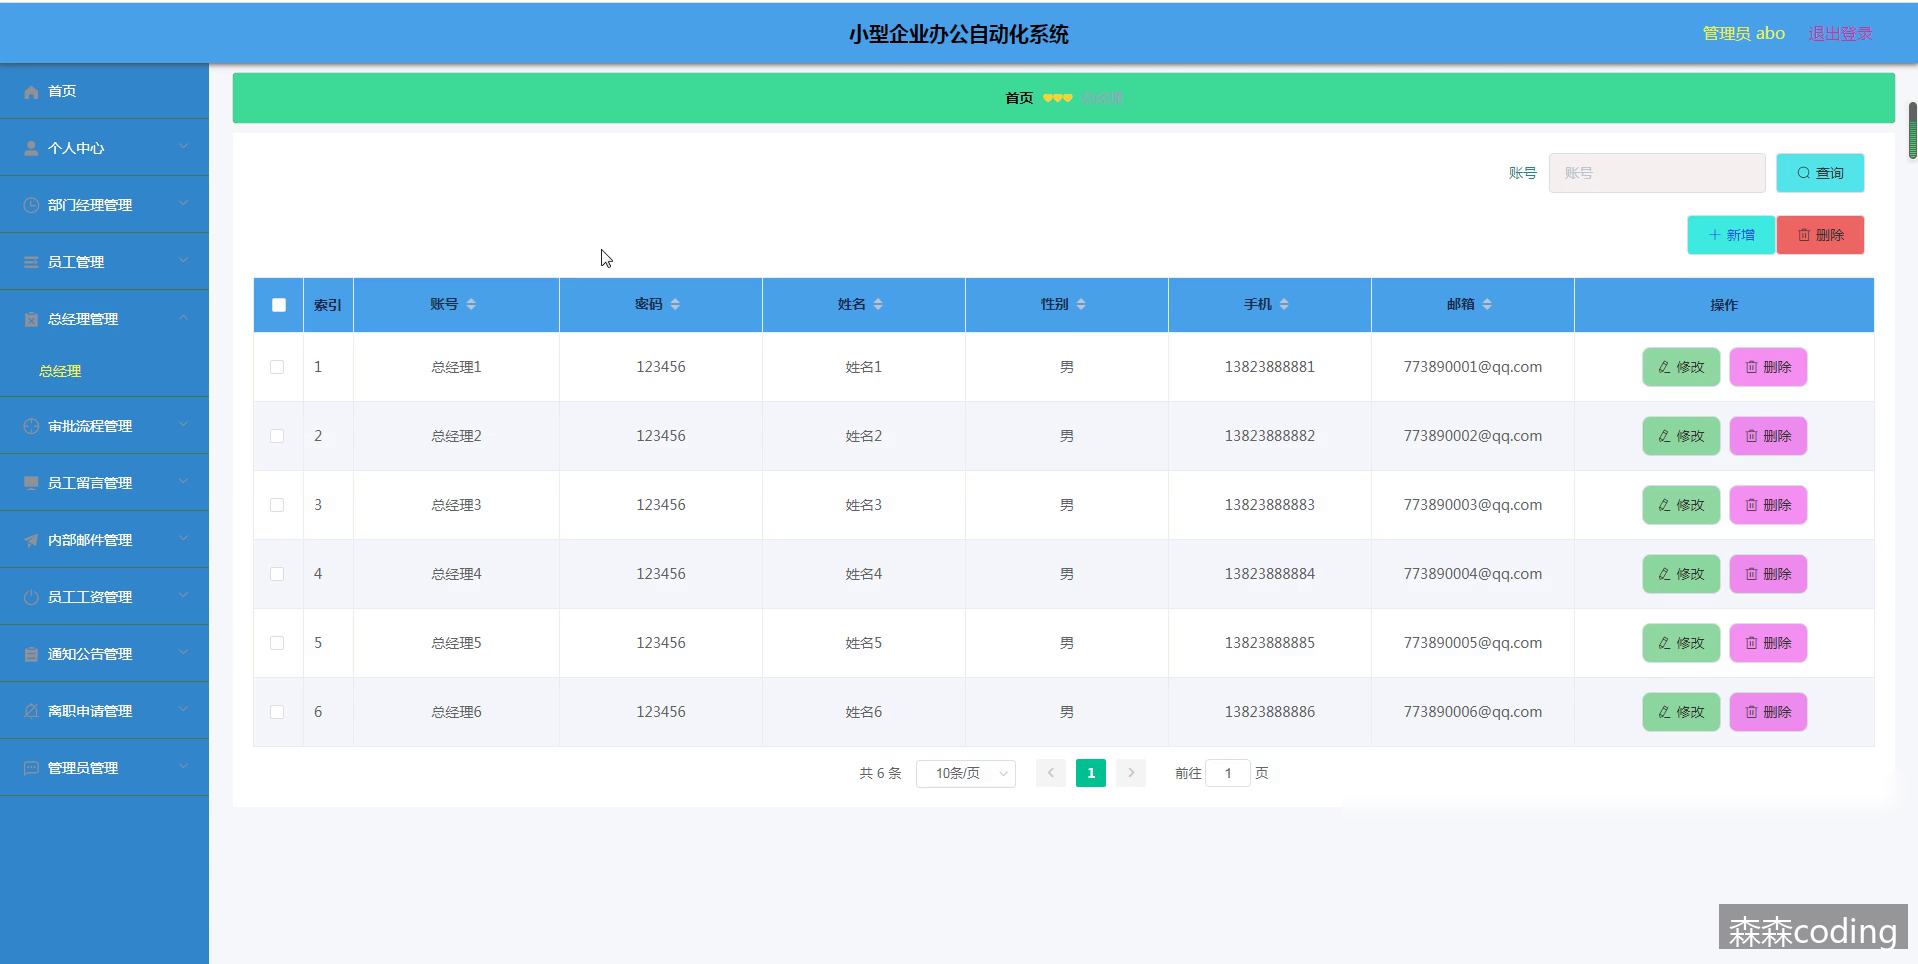 小型企业办公自动化系统
管理员 abo 退出登录
首页
个人中心
部门经理管理
员工管理
总经理管理
总经理
审批流程管理
员工留言管理
内部邮件管理
员工工资管理
通知公告管理
离职申请管理
管理员管理
首页 总经理
账号 账号 查询
新增 删除
索引 账号 密码 姓名 性别 手机 邮箱 操作
1 总经理1 123456 姓名1 男 13823888881 773890001@qq.com 修改 删除
2 总经理2 123456 姓名2 男 13823888882 773890002@qq.com 修改 删除
3 总经理3 123456 姓名3 男 13823888883 773890003@qq.com 修改 删除
4 总经理4 123456 姓名4 男 13823888884 773890004@qq.com 修改 删除
5 总经理5 123456 姓名5 男 13823888885 773890005@qq.com 修改 删除
6 总经理6 123456 姓名6 男 13823888886 773890006@qq.com 修改 删除
共 6 条 10条/页 1 前往 1 页
森森coding